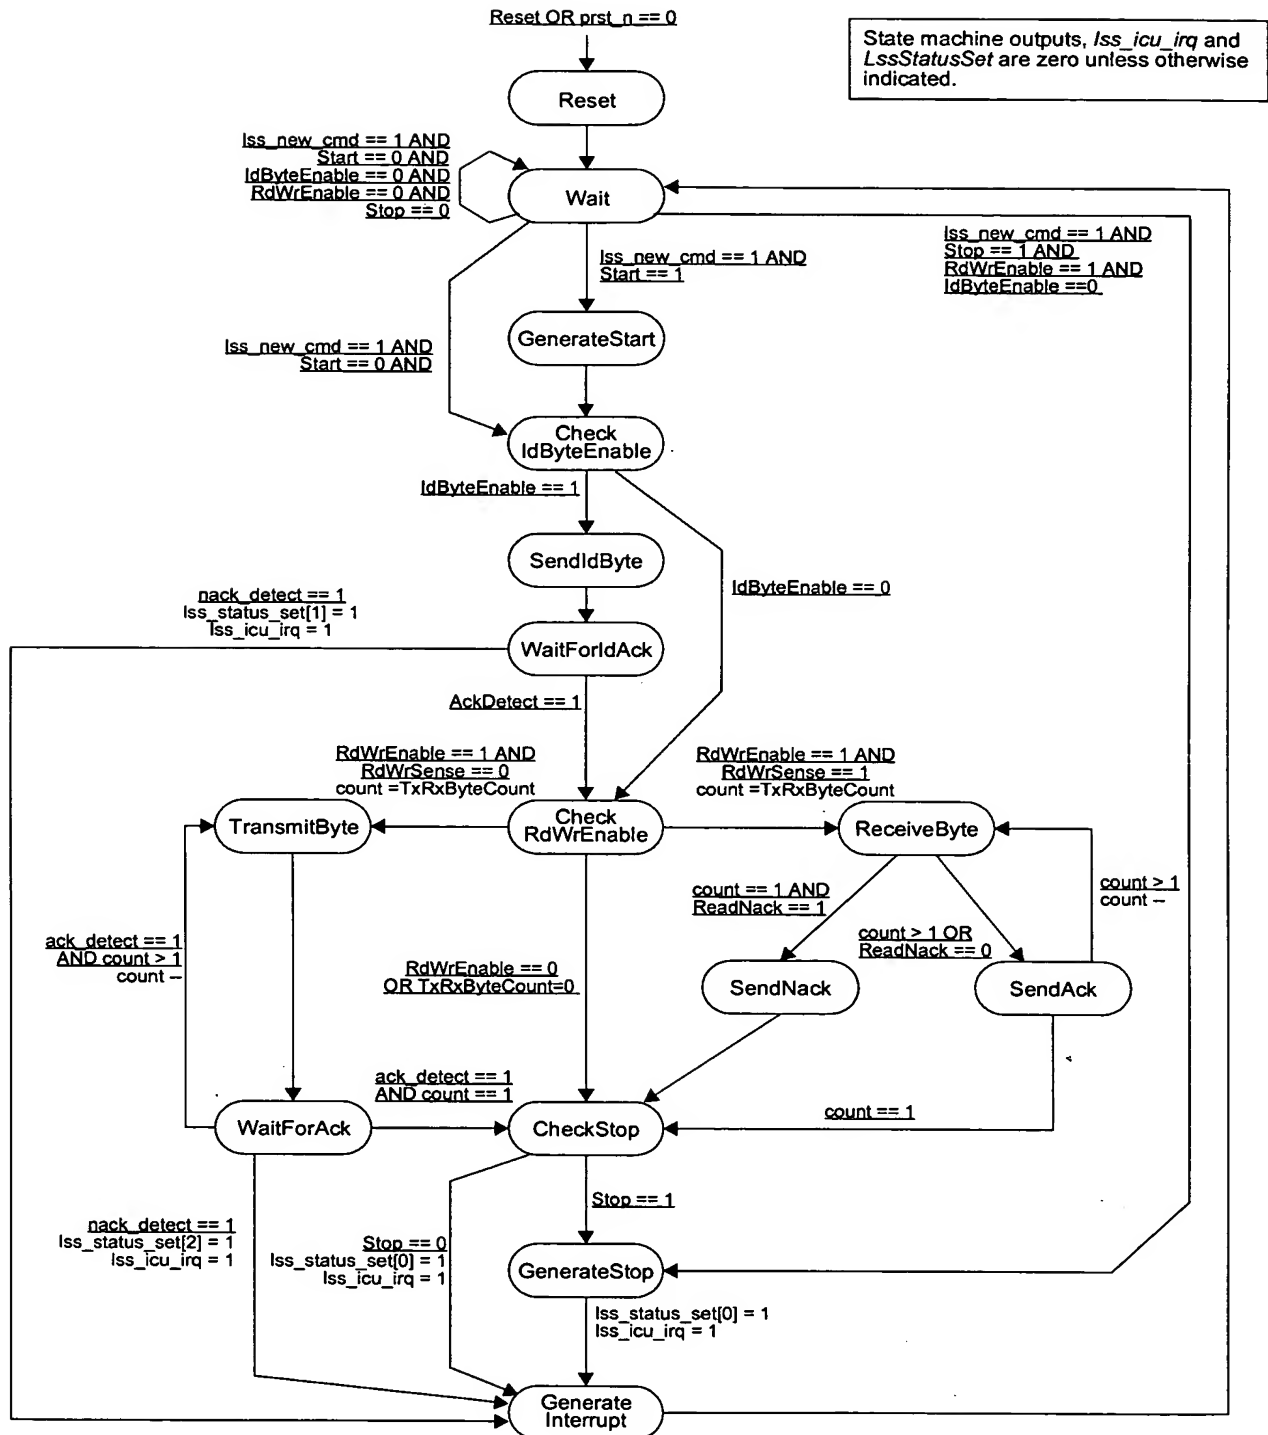 Reset OR prst_n == 0
State machine outputs, lss_icu_irq and
LssStatusSet are zero unless otherwise
indicated.
Reset
lss_new_cmd == 1 AND
Start == 0 AND
IdByteEnable == 0 AND
RdWrEnable == 0 AND
Stop == 0
Wait
lss_new_cmd == 1 AND
Start == 1
lss_new_cmd == 1 AND
Stop == 1 AND
RdWrEnable == 1 AND
IdByteEnable ==0
GenerateStart
lss_new_cmd == 1 AND
Start == 0 AND
Check
IdByteEnable
IdByteEnable == 1
SendIdByte
IdByteEnable == 0
nack_detect == 1
lss_status_set[1] = 1
lss_icu_irq = 1
WaitForIdAck
AckDetect == 1
RdWrEnable == 1 AND
RdWrSense == 0
count =TxRxByteCount
RdWrEnable == 1 AND
RdWrSense == 1
count =TxRxByteCount
TransmitByte
Check
RdWrEnable
ReceiveByte
count == 1 AND
ReadNack == 1
count > 1
count --
ack_detect == 1
AND count > 1
count --
count > 1 OR
ReadNack == 0
RdWrEnable == 0
OR TxRxByteCount=0
SendNack
SendAck
ack_detect == 1
AND count == 1
WaitForAck
CheckStop
count == 1
Stop == 1
nack_detect == 1
lss_status_set[2] = 1
lss_icu_irq = 1
Stop == 0
lss_status_set[0] = 1
lss_icu_irq = 1
GenerateStop
lss_status_set[0] = 1
lss_icu_irq = 1
Generate
Interrupt